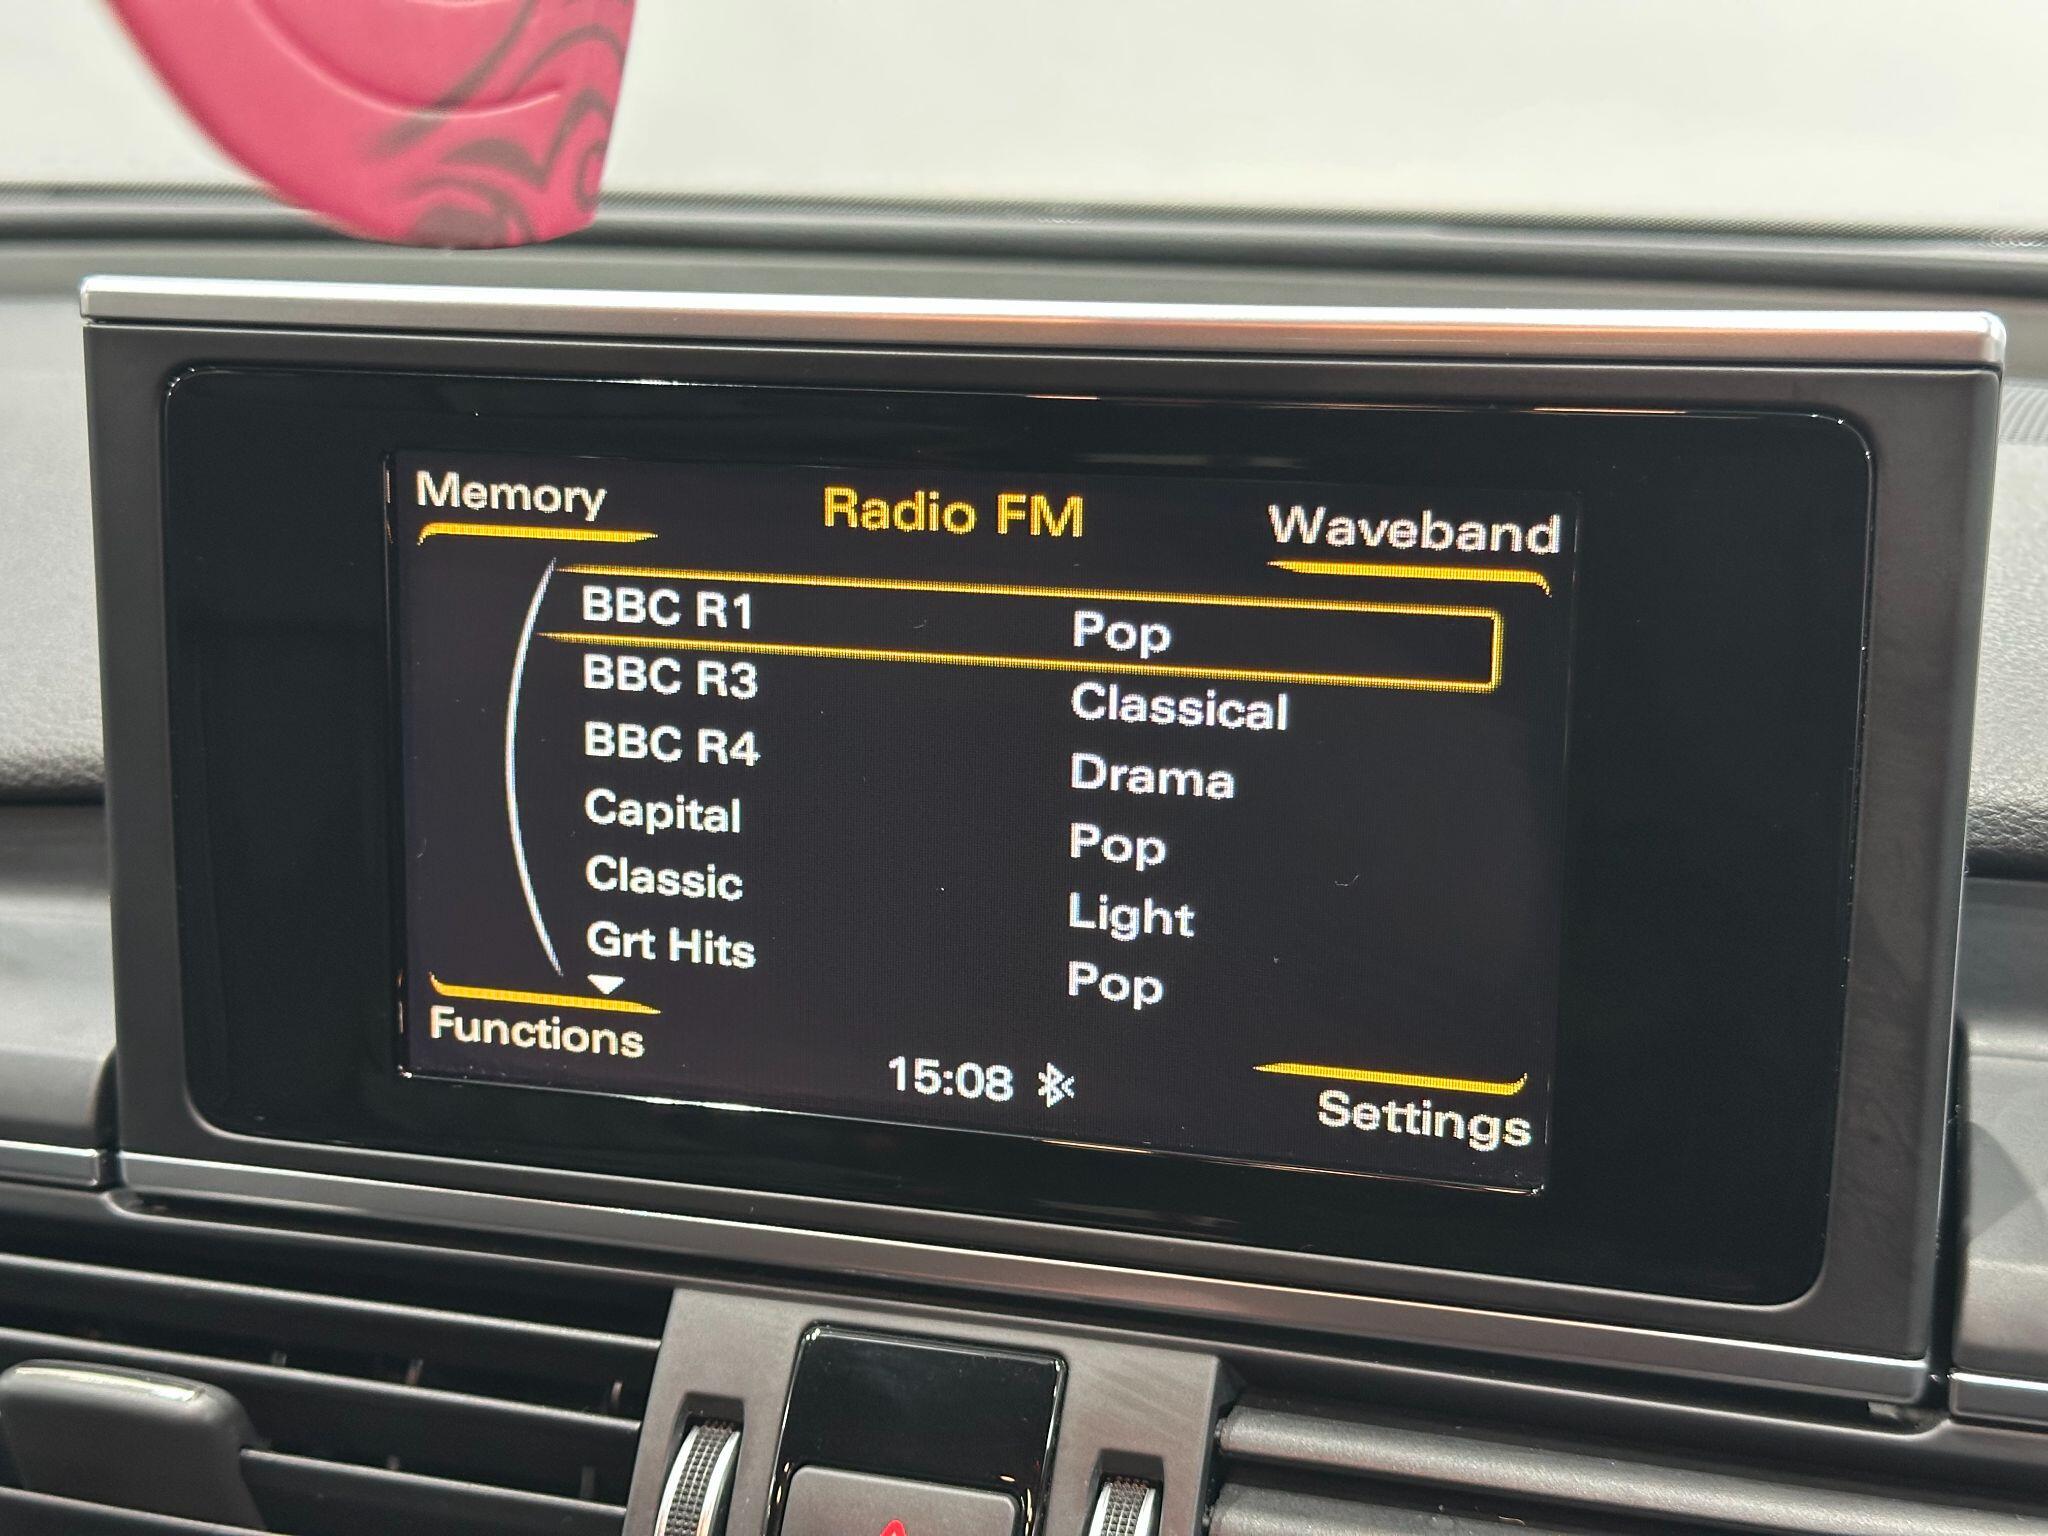 Memory Radio FM Waveband
BBC R1 Pop
BBC R3 Classical
BBC R4 Drama
Capital Pop
Classic Light
Grt Hits Pop
Functions 15:08 Settings